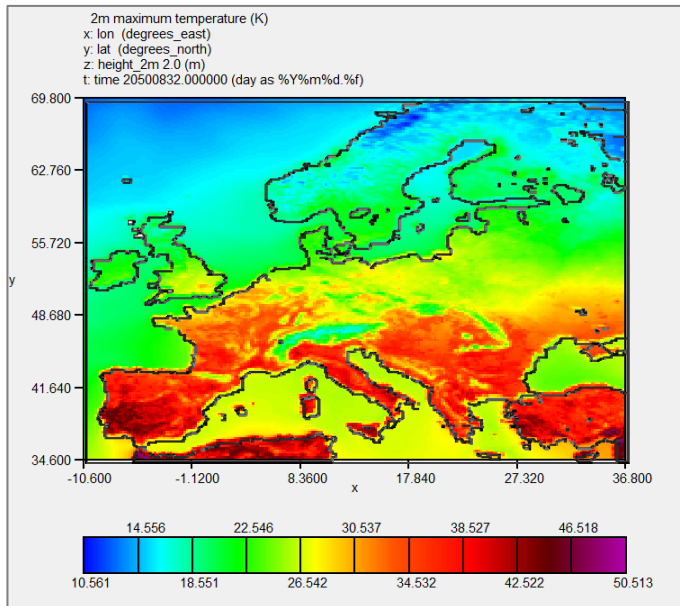 2m maximum temperature (K)
x: lon (degrees_east)
y: lat (degrees_north)
z: height_2m 2.0 (m)
t: time 20500832.000000 (day as %Y%m%d.%f)
69.800
62.760
55.720
y
48.680
41.640
34.600
-10.600 -1.1200 8.3600 17.840 27.320 36.800
x
14.556 22.546 30.537 38.527 46.518
10.561 18.551 26.542 34.532 42.522 50.513